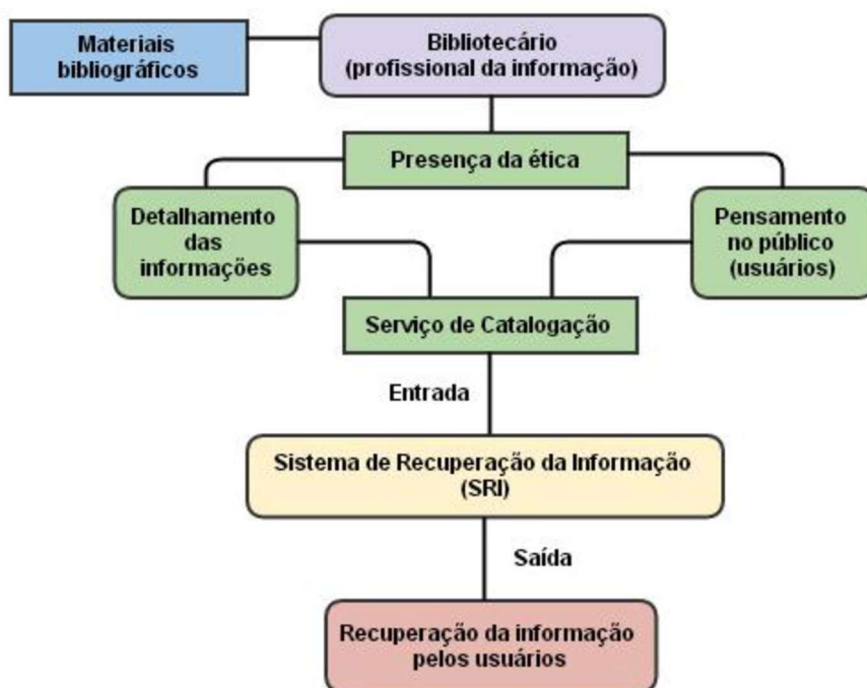 Materiais
bibliográficos
Bibliotecário
(profissional da informação)
Presença da ética
Detalhamento
das
informações
Pensamento
no público
(usuários)
Serviço de Catalogação
Entrada
Sistema de Recuperação da Informação
(SRI)
Saída
Recuperação da informação
pelos usuários